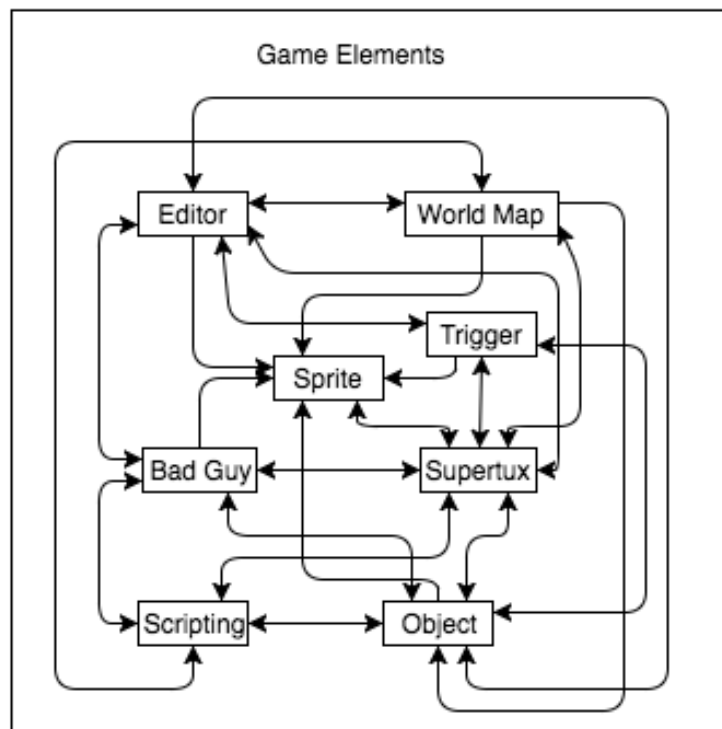 Game Elements
Editor
World Map
Trigger
Sprite
Bad Guy
Supertux
Scripting
Object